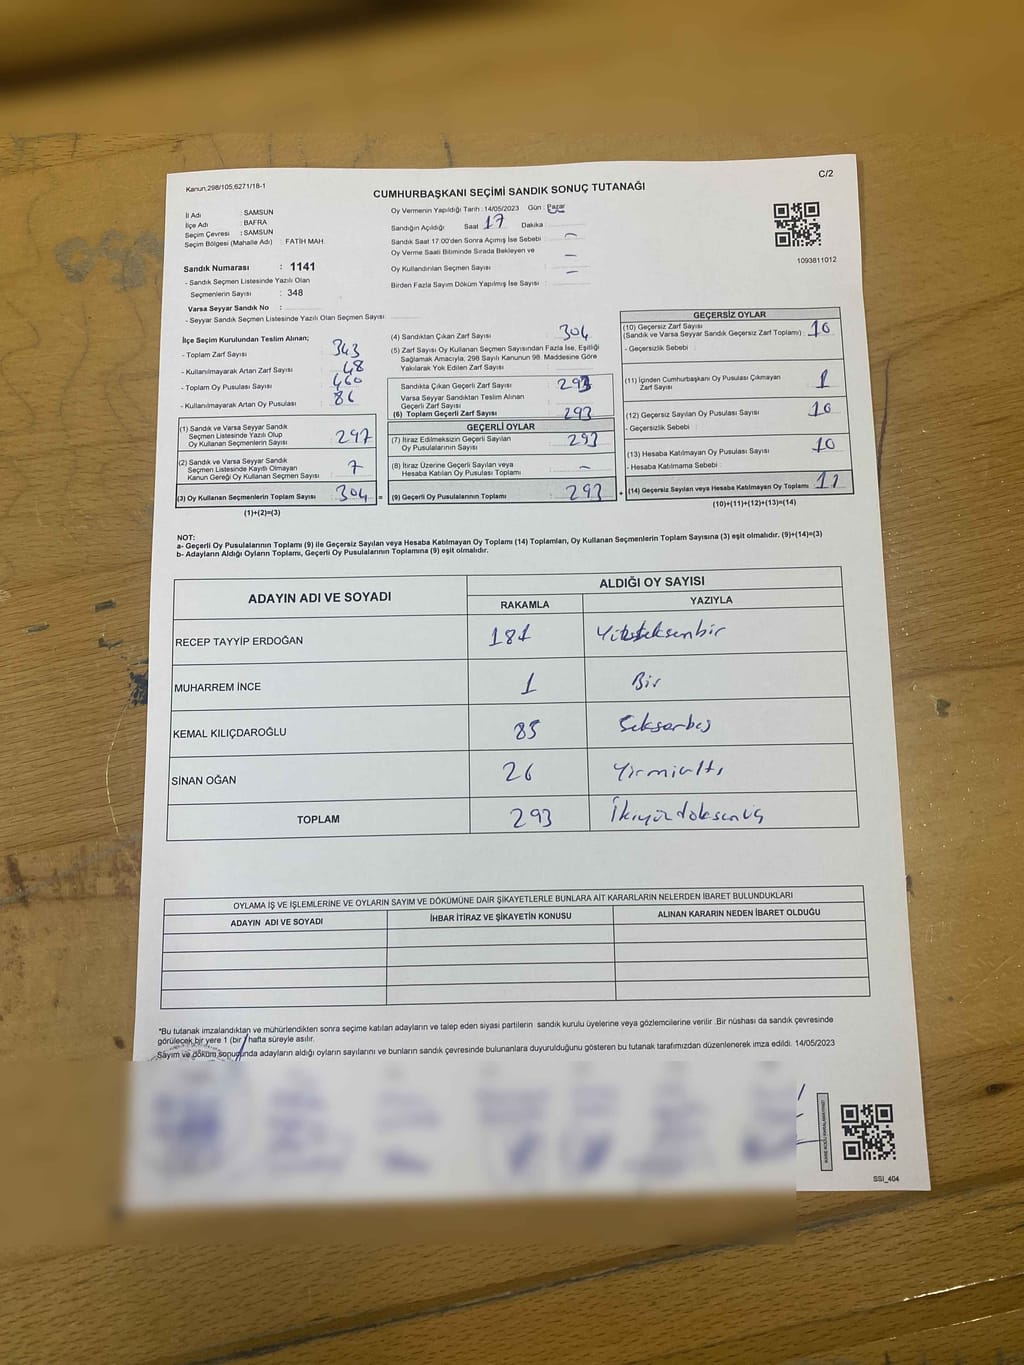 Kanun,298/105,6271/18-1
C/2
CUMHURBAŞKANI SEÇİMİ SANDIK SONUÇ TUTANAĞI
İl Adı : SAMSUN
İlçe Adı : BAFRA
Seçim Çevresi : SAMSUN
Seçim Bölgesi (Mahalle Adı) : FATİH MAH.
Sandık Numarası : 1141
- Sandık Seçmen Listesinde Yazılı Olan
Seçmenlerin Sayısı : 348
Varsa Seyyar Sandık No :
- Seyyar Sandık Seçmen Listesinde Yazılı Olan Seçmen Sayısı:
Oy Vermenin Yapıldığı Tarih : 14/05/2023 Gün : Pazar
Sandığın Açıldığı Saat : 17 Dakika :
Sandık Saat 17.00'den Sonra Açımış İse Sebebi : –
Oy Verme Saati Bitiminde Sırada Bekleyen ve
Oy Kullandırılan Seçmen Sayısı : –
Birden Fazla Sayım Döküm Yapılmış İse Sayısı : –
1093811012
İlçe Seçim Kurulundan Teslim Alınan;
- Toplam Zarf Sayısı : 343
- Kullanılmayarak Artan Zarf Sayısı : 48
- Toplam Oy Pusulası Sayısı : 460
- Kullanılmayarak Artan Oy Pusulası : 86
(1) Sandık ve Varsa Seyyar Sandık
Seçmen Listesinde Yazılı Olup
Oy Kullanan Seçmenlerin Sayısı : 297
(2) Sandık ve Varsa Seyyar Sandık
Seçmen Listesinde Kayıtlı Olmayan
Kanun Gereği Oy Kullanan Seçmen Sayısı : 7
(3) Oy Kullanan Seçmenlerin Toplam Sayısı : 304 =
(1)+(2)=(3)
(4) Sandıktan Çıkan Zarf Sayısı : 304
(5) Zarf Sayısı Oy Kullanan Seçmen Sayısından Fazla İse, Eşitliği
Sağlamak Amacıyla, 298 Sayılı Kanunun 98. Maddesine Göre
Yakılarak Yok Edilen Zarf Sayısı :
Sandıkta Çıkan Geçerli Zarf Sayısı : 293
Varsa Seyyar Sandıktan Teslim Alınan
Geçerli Zarf Sayısı :
(6) Toplam Geçerli Zarf Sayısı : 293
GEÇERLİ OYLAR
(7) İtiraz Edilmeksizin Geçerli Sayılan
Oy Pusulalarının Sayısı : 293
(8) İtiraz Üzerine Geçerli Sayılan veya
Hesaba Katılan Oy Pusulası Toplamı : –
(9) Geçerli Oy Pusulalarının Toplamı : 293 +
GEÇERSİZ OYLAR
(10) Geçersiz Zarf Sayısı
(Sandık ve Varsa Seyyar Sandık Geçersiz Zarf Toplamı) : 10
- Geçersizlik Sebebi :
(11) İçinden Cumhurbaşkanı Oy Pusulası Çıkmayan
Zarf Sayısı : 1
(12) Geçersiz Sayılan Oy Pusulası Sayısı : 10
- Geçersizlik Sebebi :
(13) Hesaba Katılmayan Oy Pusulası Sayısı : 10
- Hesaba Katılmama Sebebi :
(14) Geçersiz Sayılan veya Hesaba Katılmayan Oy Toplamı : 11
(10)+(11)+(12)+(13)=(14)
NOT:
a- Geçerli Oy Pusulalarının Toplamı (9) ile Geçersiz Sayılan veya Hesaba Katılmayan Oy Toplamı (14) Toplamları, Oy Kullanan Seçmenlerin Toplam Sayısına (3) eşit olmalıdır. (9)+(14)=(3)
b- Adayların Aldığı Oyların Toplamı, Geçerli Oy Pusulalarının Toplamına (9) eşit olmalıdır.
ADAYIN ADI VE SOYADI
ALDIĞI OY SAYISI
RAKAMLA YAZIYLA
RECEP TAYYİP ERDOĞAN 181 Yükseksenbir
MUHARREM İNCE 1 Bir
KEMAL KILIÇDAROĞLU 85 Seksenbeş
SİNAN OĞAN 26 Yirmialtı
TOPLAM 293 İkiyüzdoksanüç
OYLAMA İŞ VE İŞLEMLERİNE VE OYLARIN SAYIM VE DÖKÜMÜNE DAİR ŞİKAYETLERLE BUNLARA AİT KARARLARIN NELERDEN İBARET BULUNDUKLARI
ADAYIN ADI VE SOYADI İHBAR İTİRAZ VE ŞİKAYETİN KONUSU ALINAN KARARIN NEDEN İBARET OLDUĞU
*Bu tutanak imzalandıktan ve mühürlendikten sonra seçime katılan adayların ve talep eden siyasi partilerin sandık kurulu üyelerine veya gözlemcilerine verilir .Bir nüshası da sandık çevresinde
görülecek bir yere 1 (bir) hafta süreyle asılır.
Sayım ve döküm sonucunda adayların aldığı oyların sayılarını ve bunların sandık çevresinde bulunanlara duyurulduğunu gösteren bu tutanak tarafımızdan düzenlenerek imza edildi. 14/05/2023
SSI_404